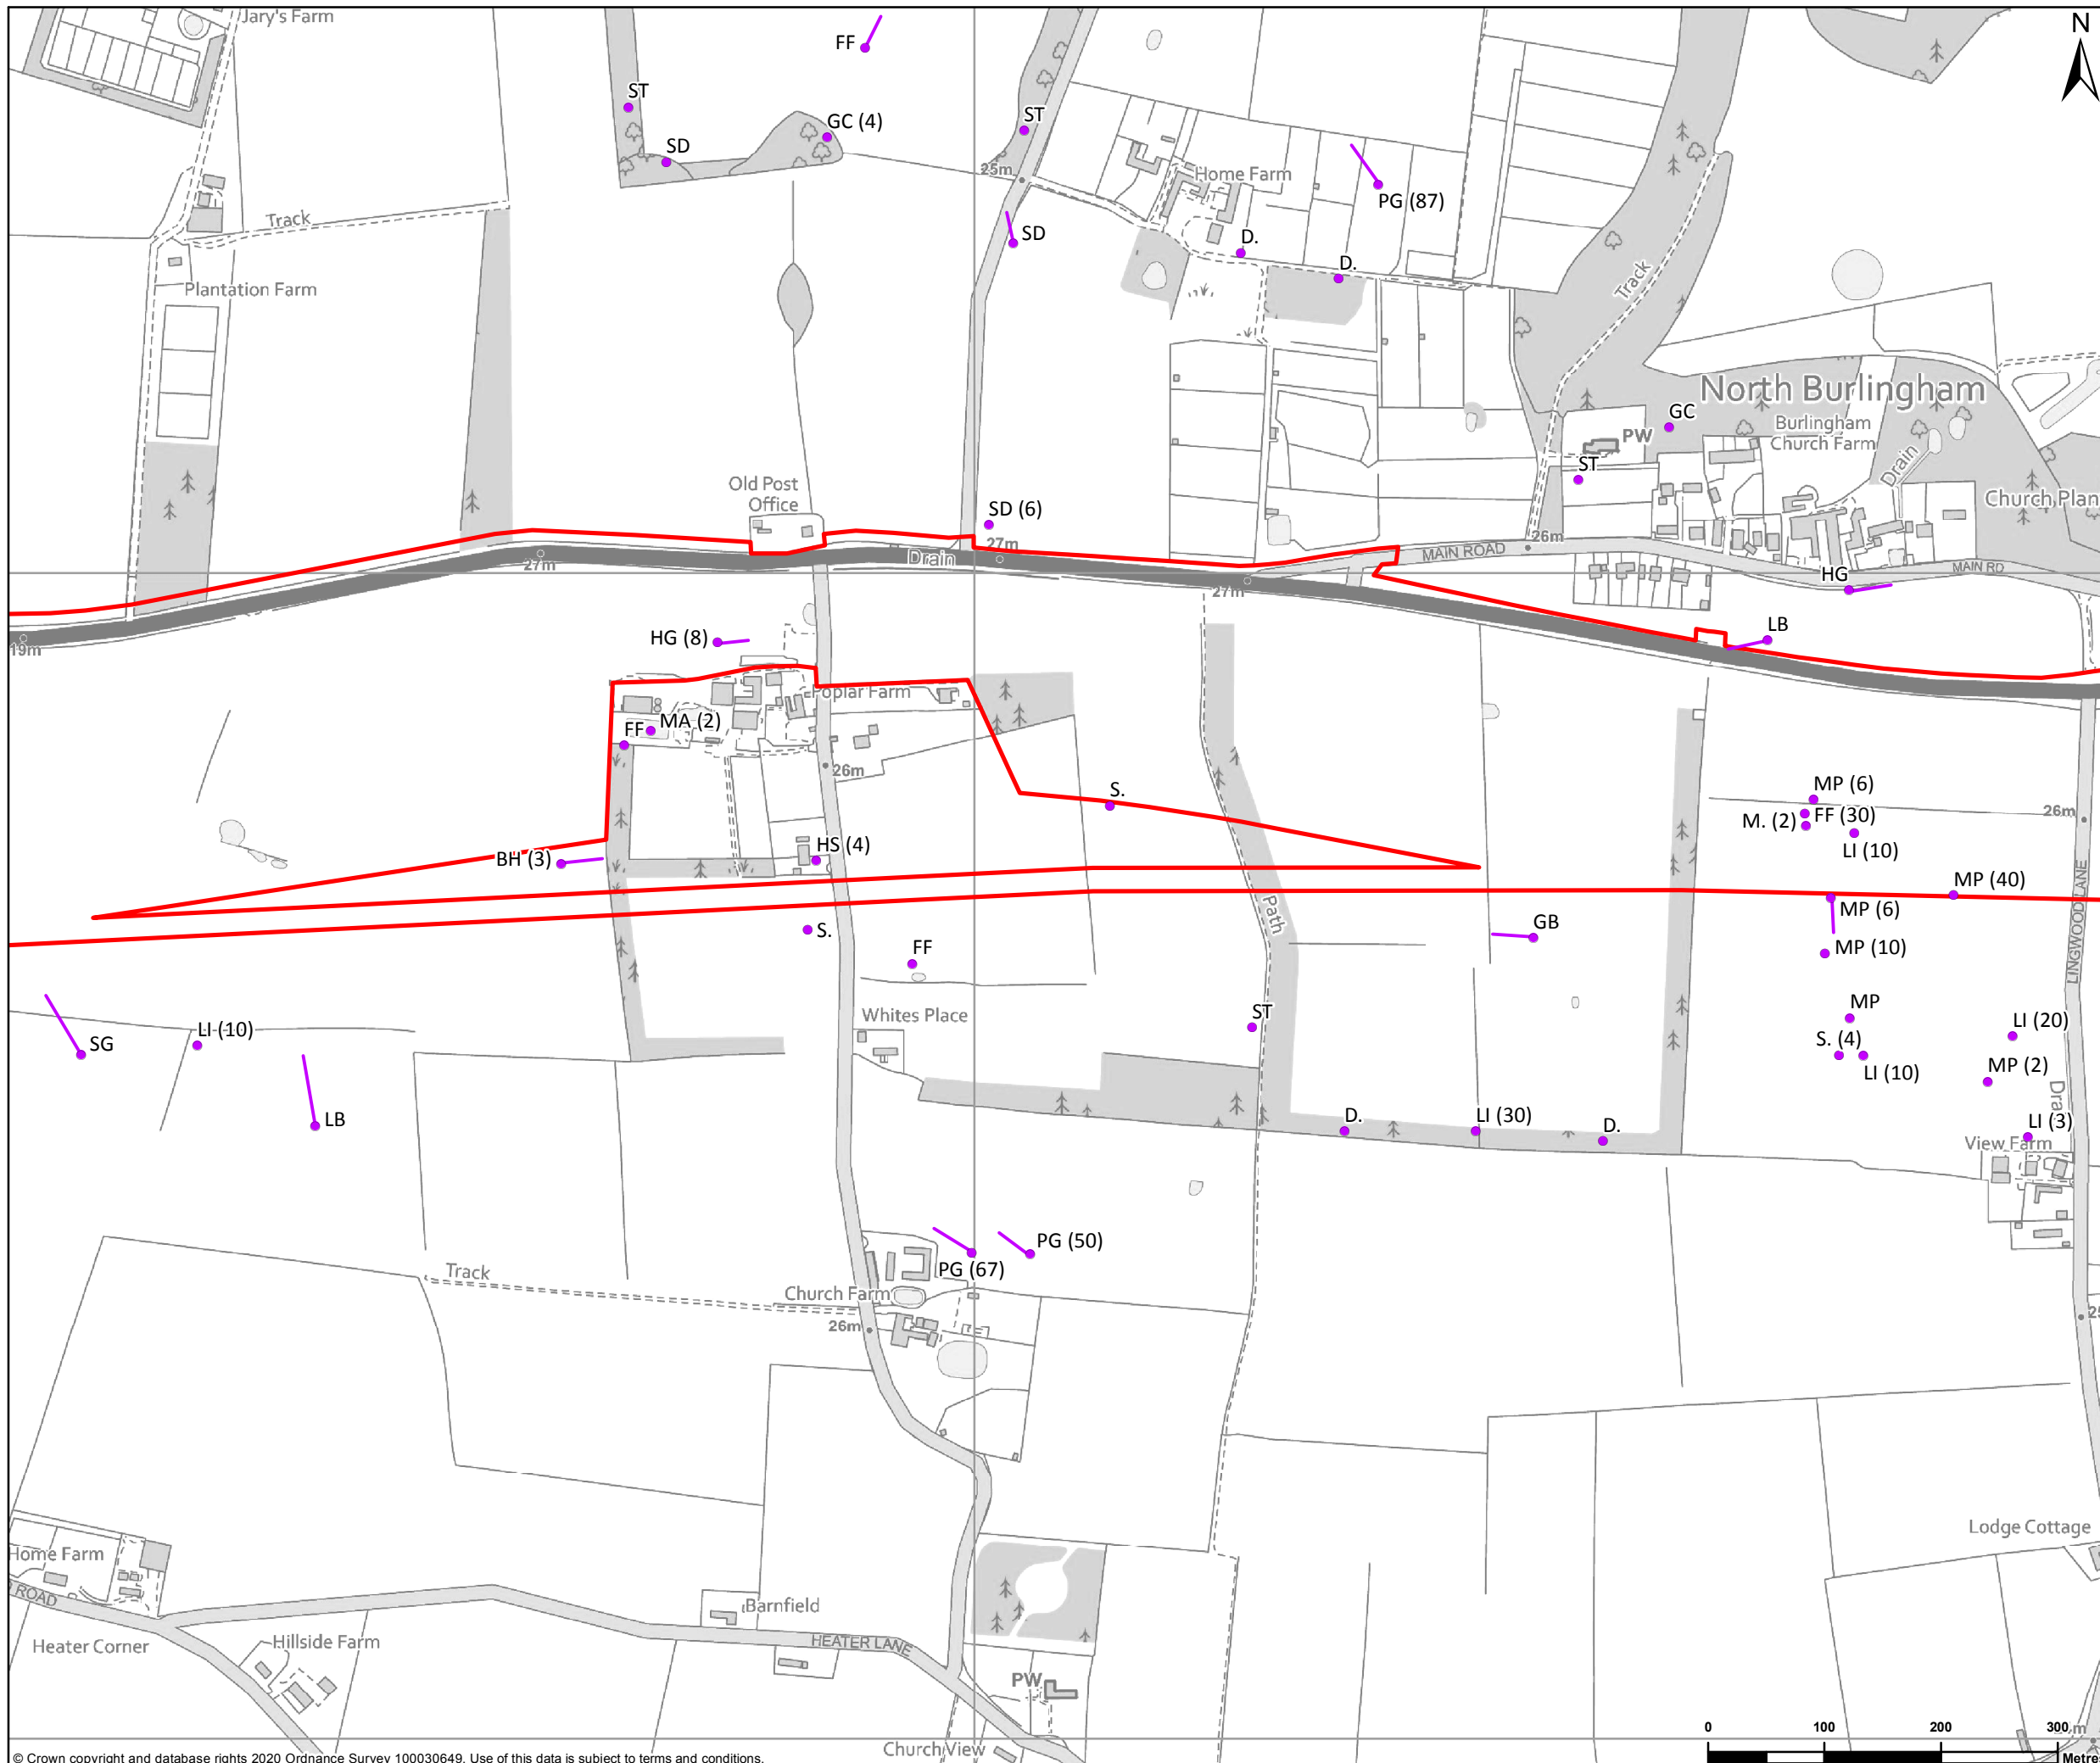 Jary's Farm
FF
N
ST
GC (4)
ST
SD
25m
Home Farm
PG (87)
Track
SD
D.
D.
Track
Plantation Farm
North Burlingham
GC
Burlingham
Church Farm
PW
ST
Drain
Old Post
Office
Church Plan
SD (6)
27m
26m
MAIN ROAD
Drain
27m
MAIN RD
HG
27m
LB
HG (8)
19m
Poplar Farm
MA (2)
FF
26m
S.
MP (6)
26m
M. (2)
FF (30)
HS (4)
LI (10)
BH (3)
MP (40)
MP (6)
Path
GB
S.
MP (10)
FF
LINGWOOD LANE
MP
Whites Place
ST
LI (20)
LI (10)
S. (4)
SG
MP (2)
LI (10)
Dra
LB
D.
LI (30)
D.
LI (3)
View Farm
PG (50)
PG (67)
Track
Church Farm
26m
25
Lodge Cottage
Home Farm
ROAD
Barnfield
Heater Corner
Hillside Farm
HEATER LANE
PW
0 100 200 300 m
Church View
Metre
© Crown copyright and database rights 2020 Ordnance Survey 100030649. Use of this data is subject to terms and conditions.